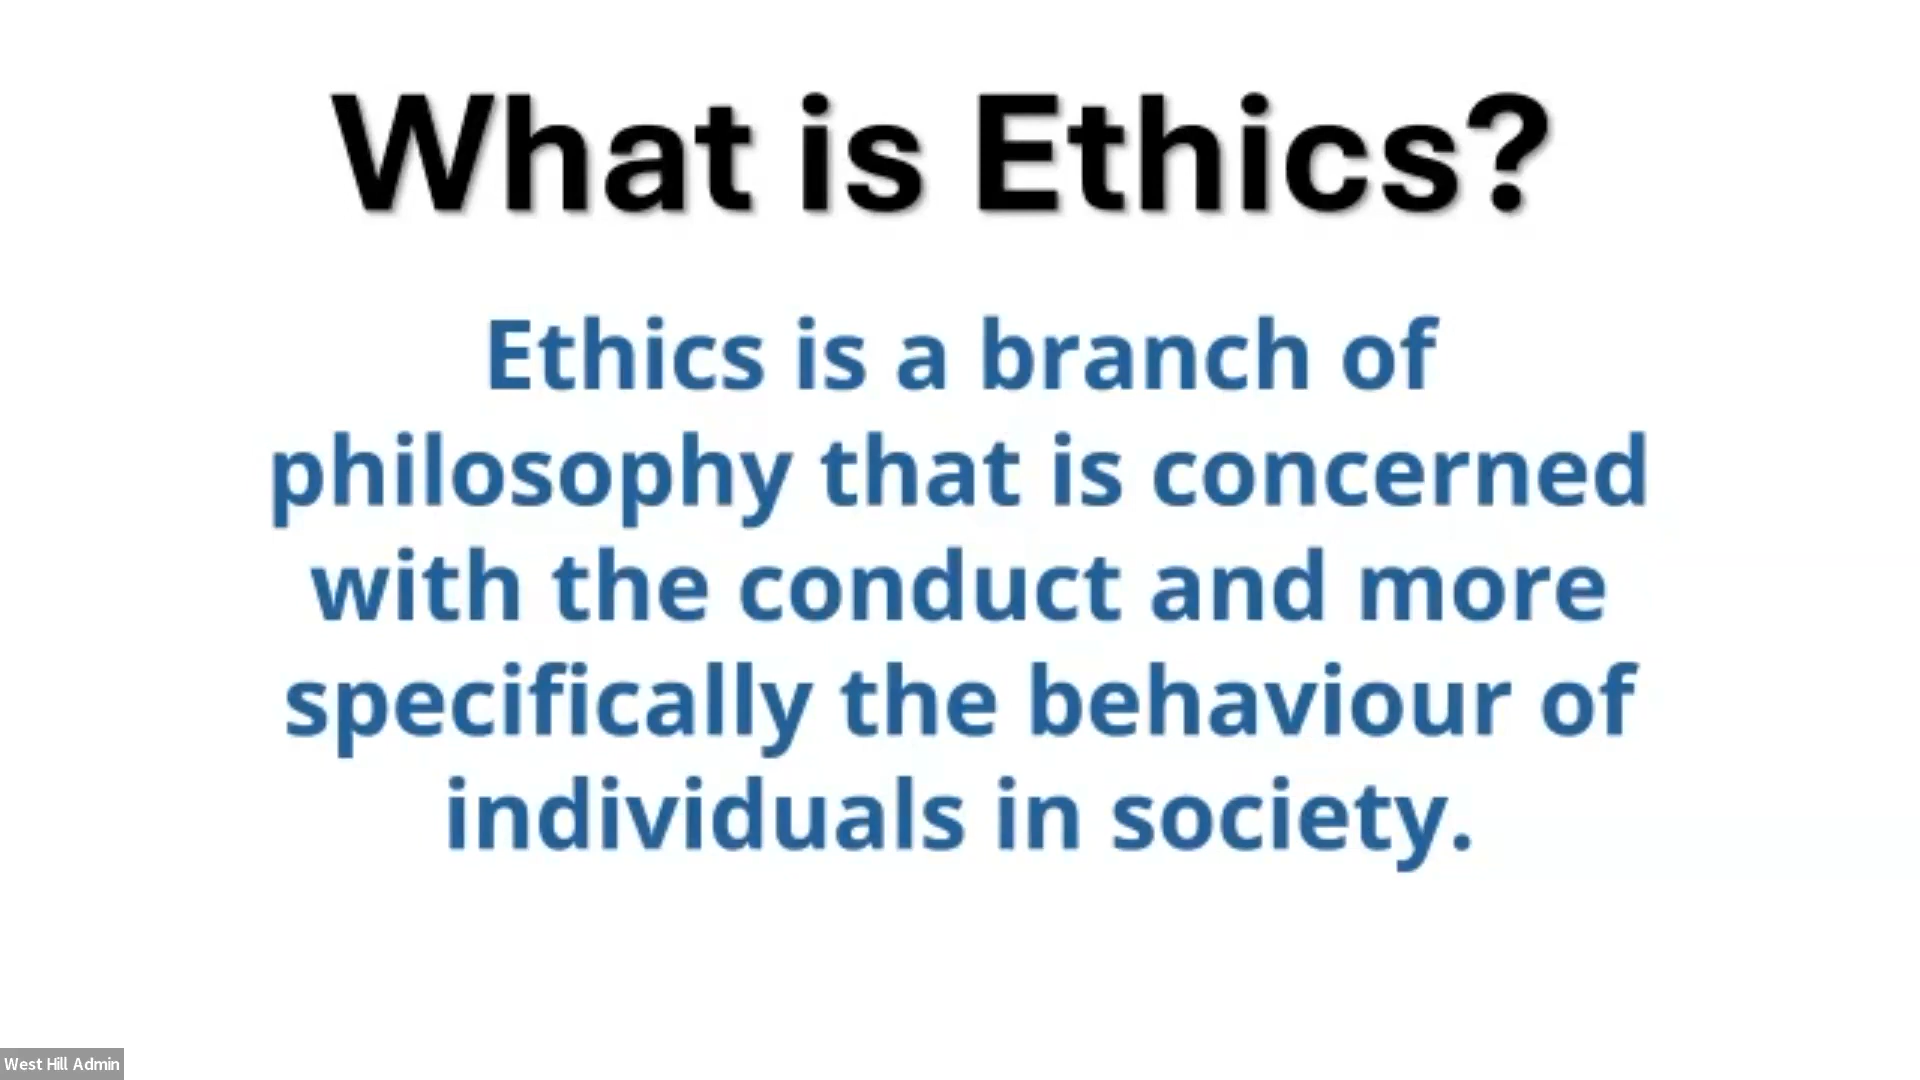 What is Ethics?
Ethics is a branch of
philosophy that is concerned
with the conduct and more
specifically the behaviour of
individuals in society.
West Hill Admin